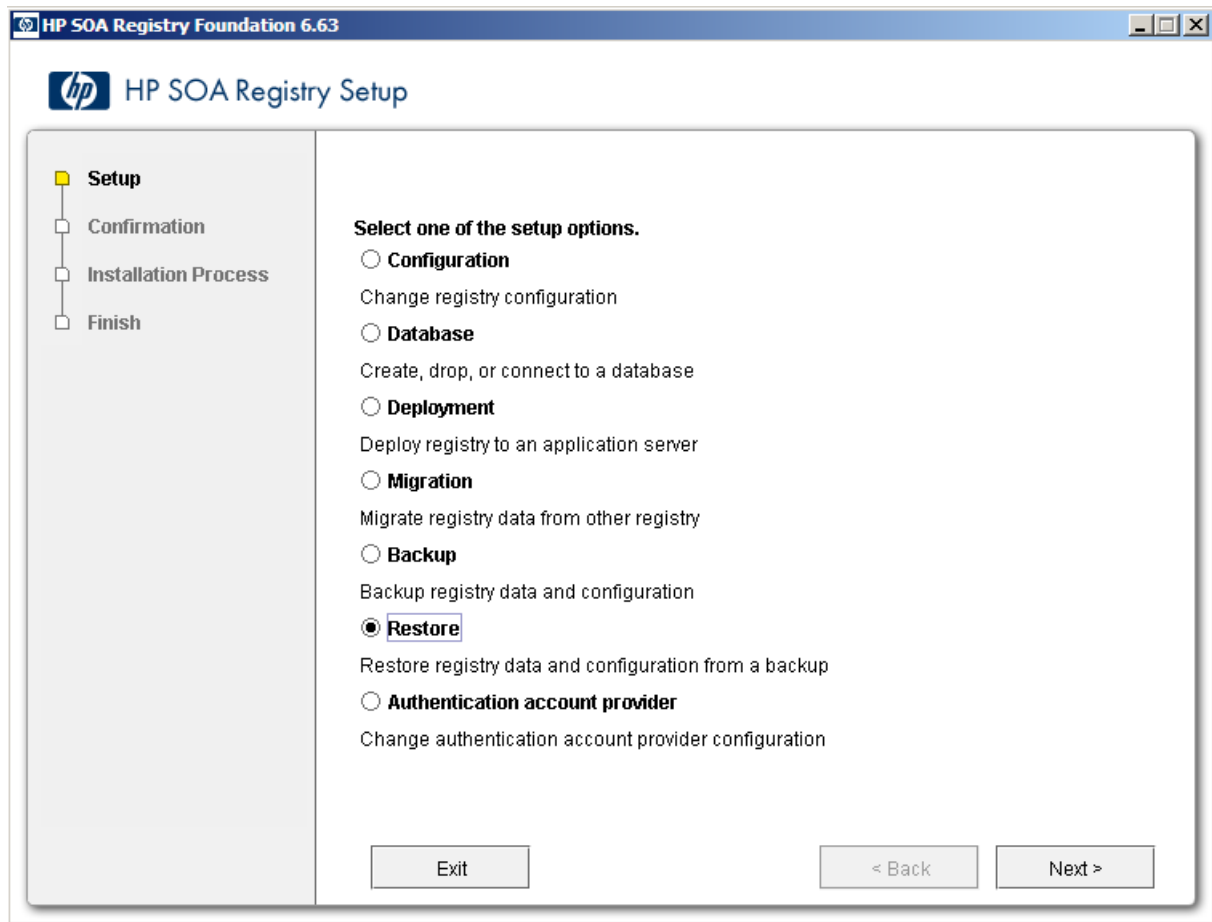 HP SOA Registry Foundation 6.63
hp HP SOA Registry Setup
Setup
Confirmation
Installation Process
Finish
Select one of the setup options.
Configuration
Change registry configuration
Database
Create, drop, or connect to a database
Deployment
Deploy registry to an application server
Migration
Migrate registry data from other registry
Backup
Backup registry data and configuration
Restore
Restore registry data and configuration from a backup
Authentication account provider
Change authentication account provider configuration
Exit
< Back
Next >